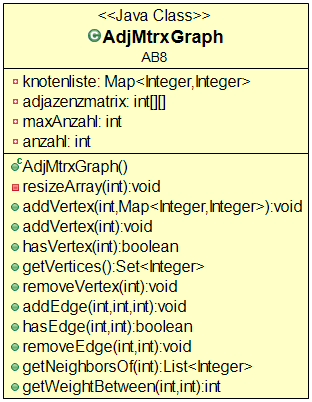 <<Java Class>>
AdjMtrxGraph
AB8
knotenliste: Map<Integer,Integer>
adjazenzmatrix: int[][]
maxAnzahl: int
anzahl: int
AdjMtrxGraph()
resizeArray(int):void
addVertex(int,Map<Integer,Integer>):void
addVertex(int):void
hasVertex(int):boolean
getVertices():Set<Integer>
removeVertex(int):void
addEdge(int,int,int):void
hasEdge(int,int):boolean
removeEdge(int,int):void
getNeighborsOf(int):List<Integer>
getWeightBetween(int,int):int